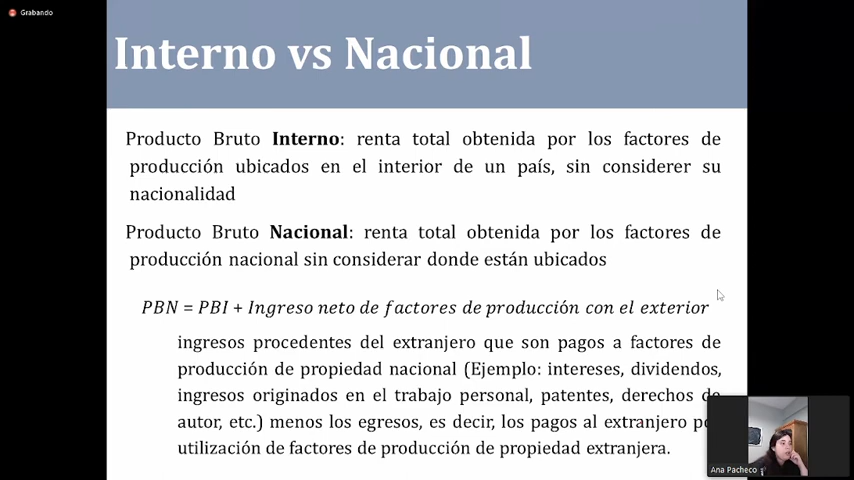 Grabando
Interno vs Nacional
Producto Bruto Interno: renta total obtenida por los factores de
producción ubicados en el interior de un país, sin considerer su
nacionalidad
Producto Bruto Nacional: renta total obtenida por los factores de
producción nacional sin considerar donde están ubicados
PBN = PBI + Ingreso neto de factores de producción con el exterior
ingresos procedentes del extranjero que son pagos a factores de
producción de propiedad nacional (Ejemplo: intereses, dividendos,
ingresos originados en el trabajo personal, patentes, derechos de
autor, etc.) menos los egresos, es decir, los pagos al extranjero
utilización de factores de producción de propiedad extranjera.
Ana Pacheco